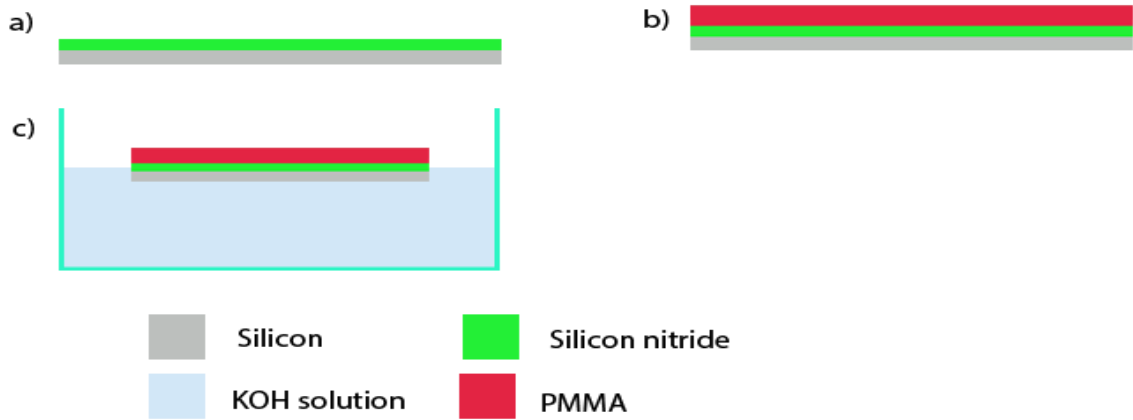 a)
b)
c)
Silicon
Silicon nitride
KOH solution
PMMA